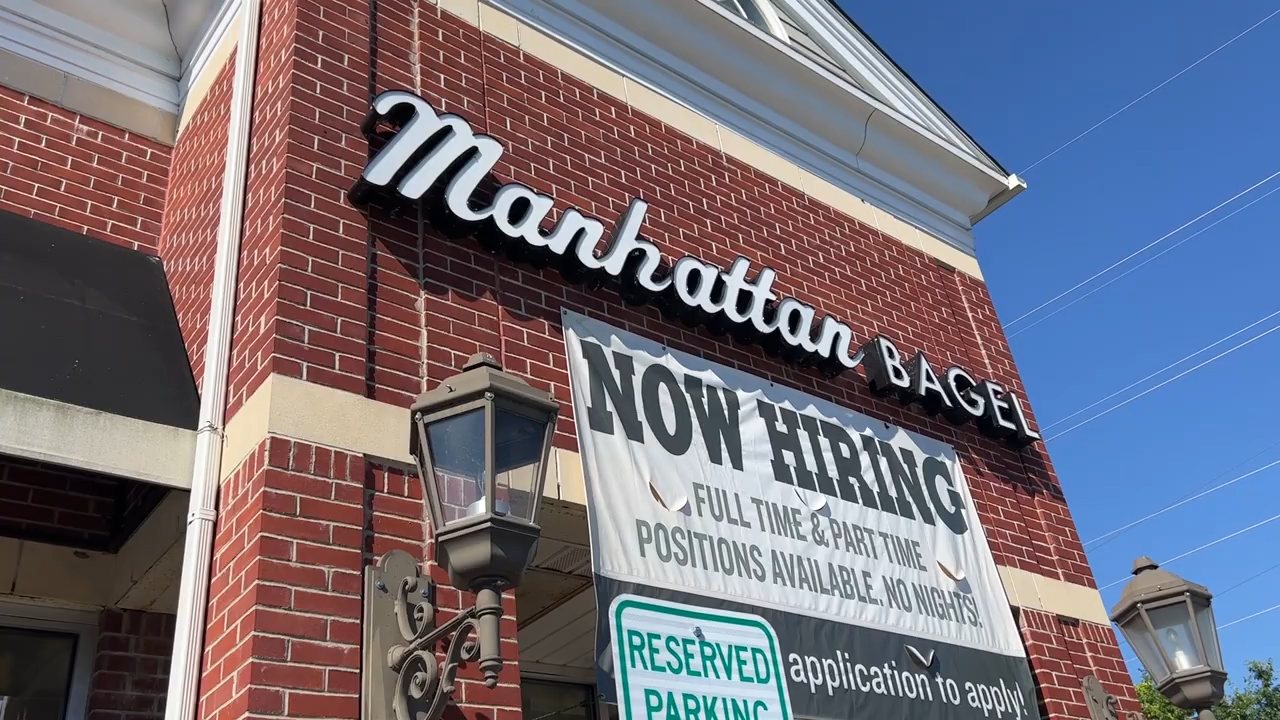 Manhattan BAGEL
NOW HIRING
FULL TIME & PART TIME
POSITIONS AVAILABLE. NO NIGHTS!
application to apply!
RESERVED
PARKING